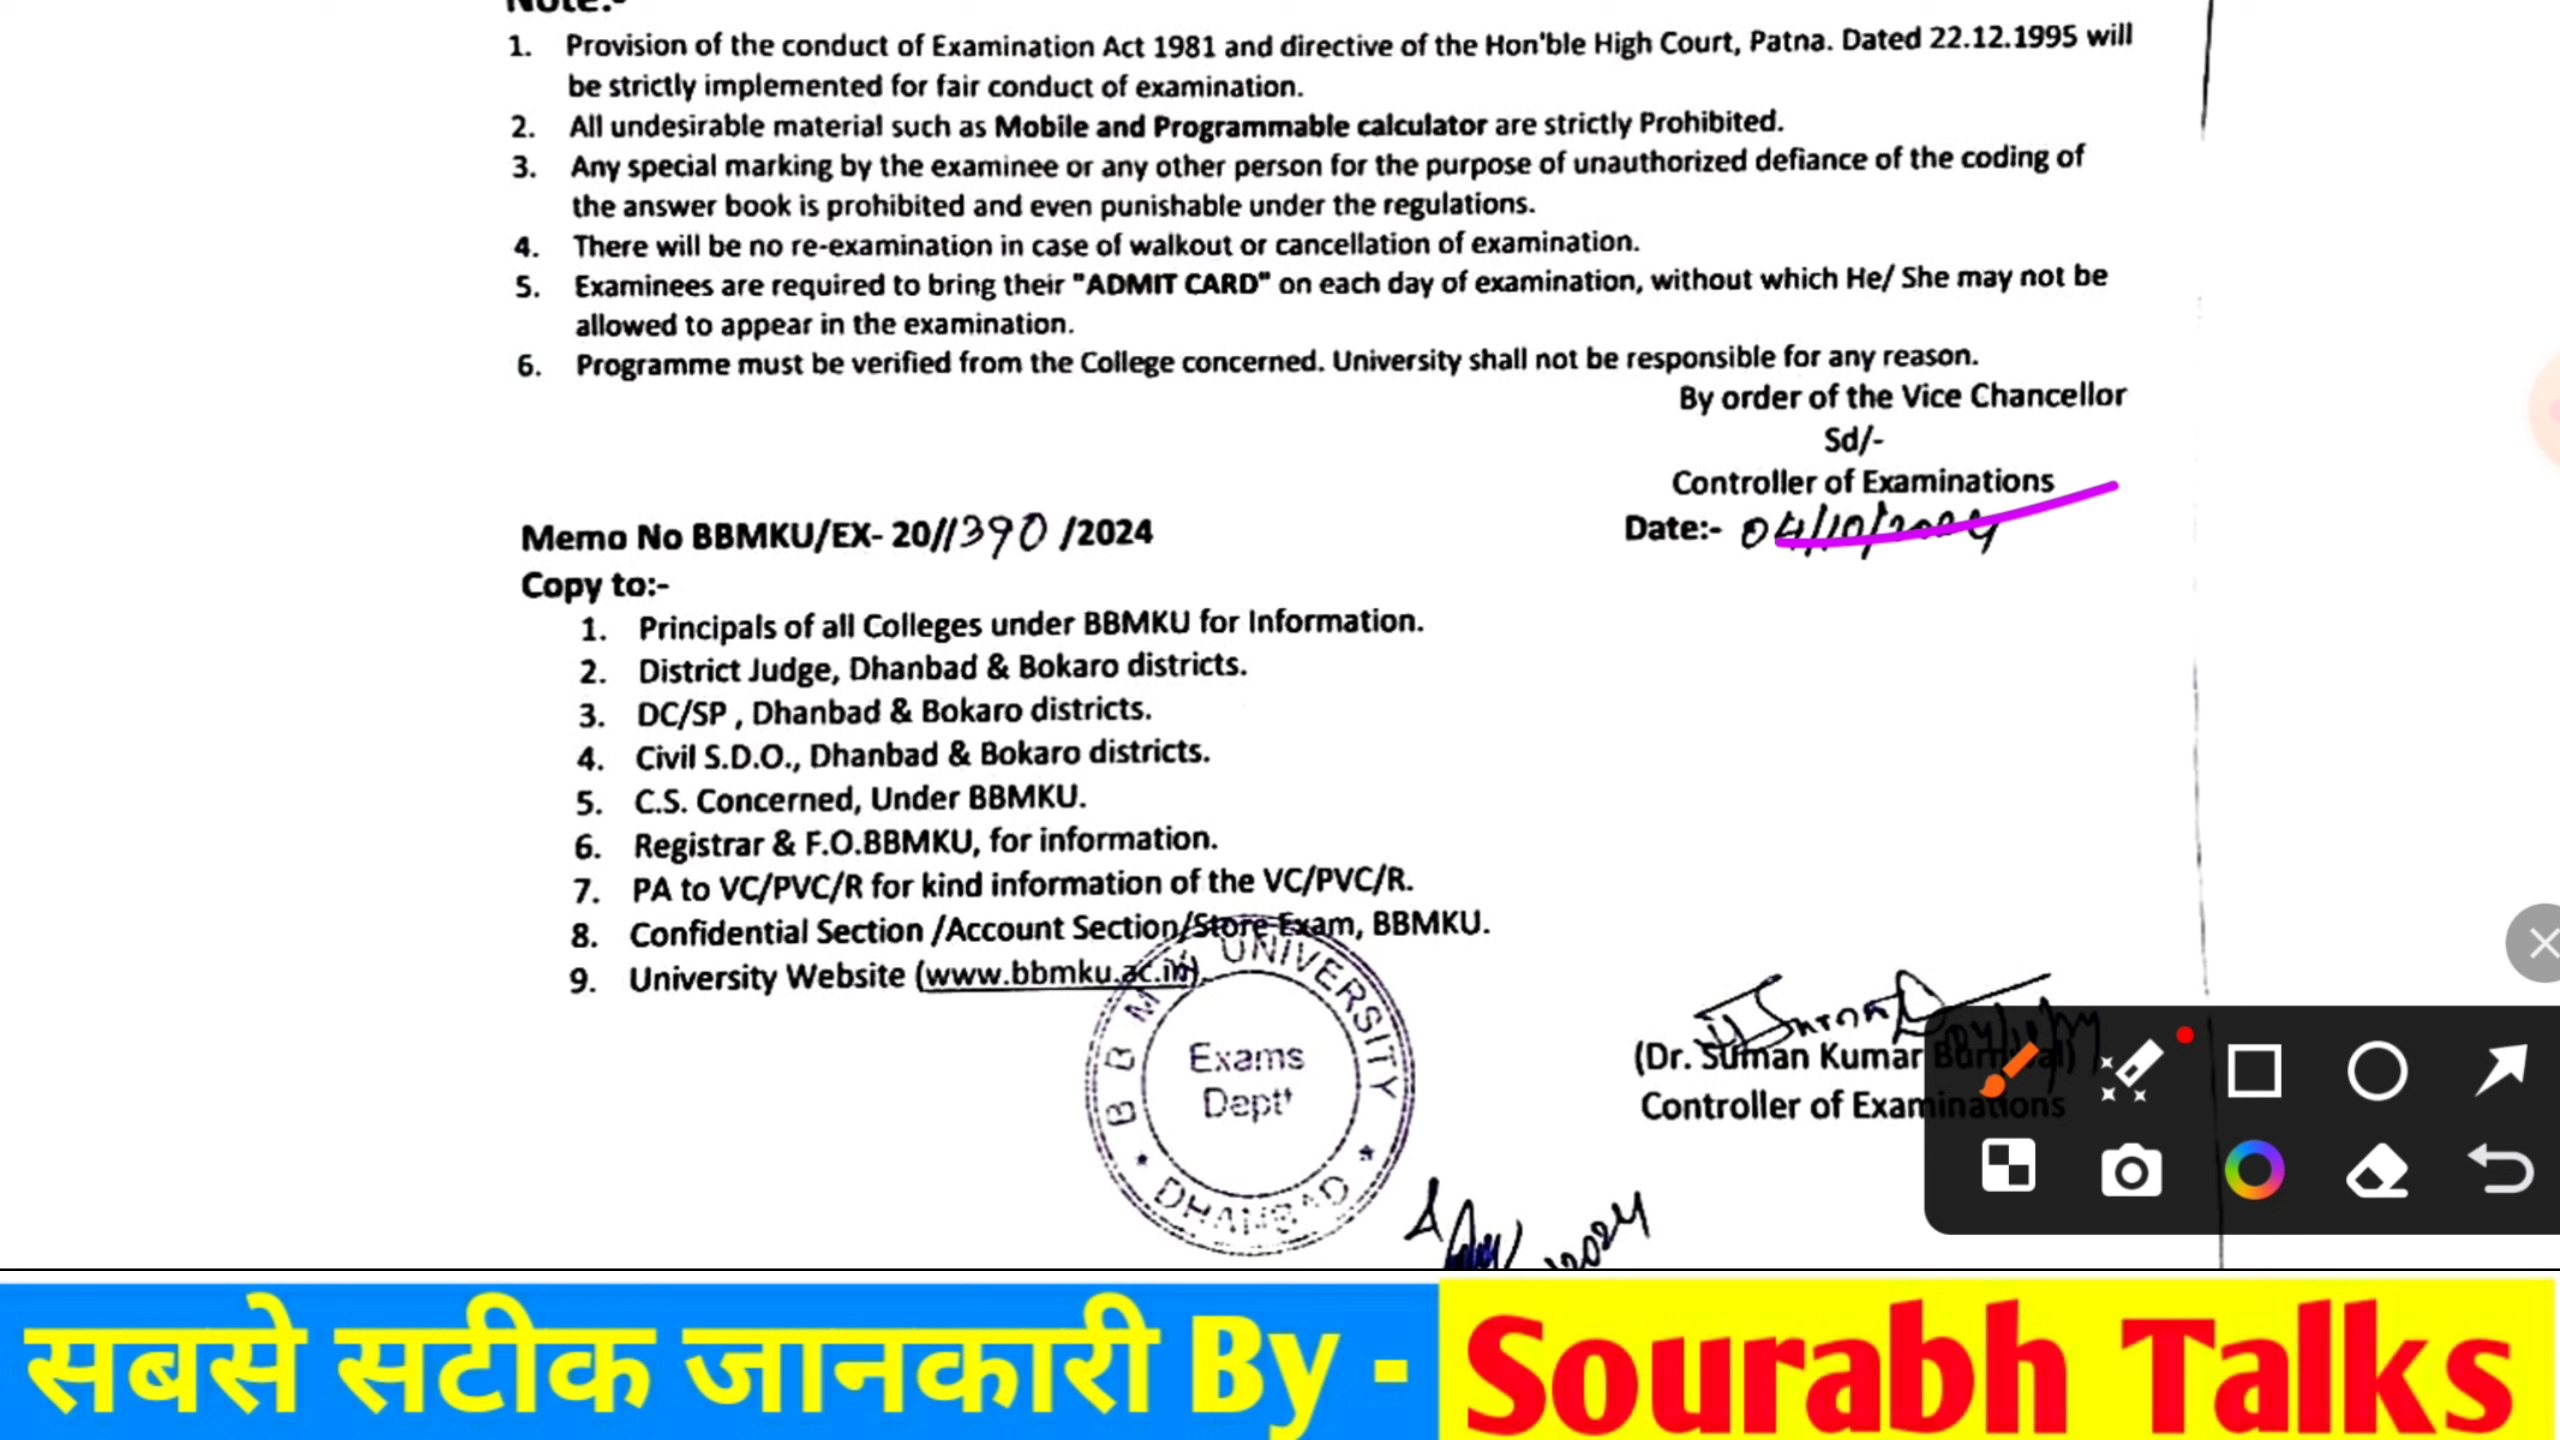 Note:-
1. Provision of the conduct of Examination Act 1981 and directive of the Hon'ble High Court, Patna. Dated 22.12.1995 will
be strictly implemented for fair conduct of examination.
2. All undesirable material such as Mobile and Programmable calculator are strictly Prohibited.
3. Any special marking by the examinee or any other person for the purpose of unauthorized defiance of the coding of
the answer book is prohibited and even punishable under the regulations.
4. There will be no re-examination in case of walkout or cancellation of examination.
5. Examinees are required to bring their "ADMIT CARD" on each day of examination, without which He/ She may not be
allowed to appear in the examination.
6. Programme must be verified from the College concerned. University shall not be responsible for any reason.
By order of the Vice Chancellor
Sd/-
Controller of Examinations
Memo No BBMKU/EX- 20//390 /2024 Date:- 04/10/2024
Copy to:-
1. Principals of all Colleges under BBMKU for Information.
2. District Judge, Dhanbad & Bokaro districts.
3. DC/SP , Dhanbad & Bokaro districts.
4. Civil S.D.O., Dhanbad & Bokaro districts.
5. C.S. Concerned, Under BBMKU.
6. Registrar & F.O.BBMKU, for information.
7. PA to VC/PVC/R for kind information of the VC/PVC/R.
8. Confidential Section /Account Section/Store Exam, BBMKU.
9. University Website (www.bbmku.ac.in).
B B M K UNIVERSITY
Exams
Deptt
DHANBAD
(Dr. Suman Kumar
Controller of Examinations
2024
सबसे सटीक जानकारी By - Sourabh Talks